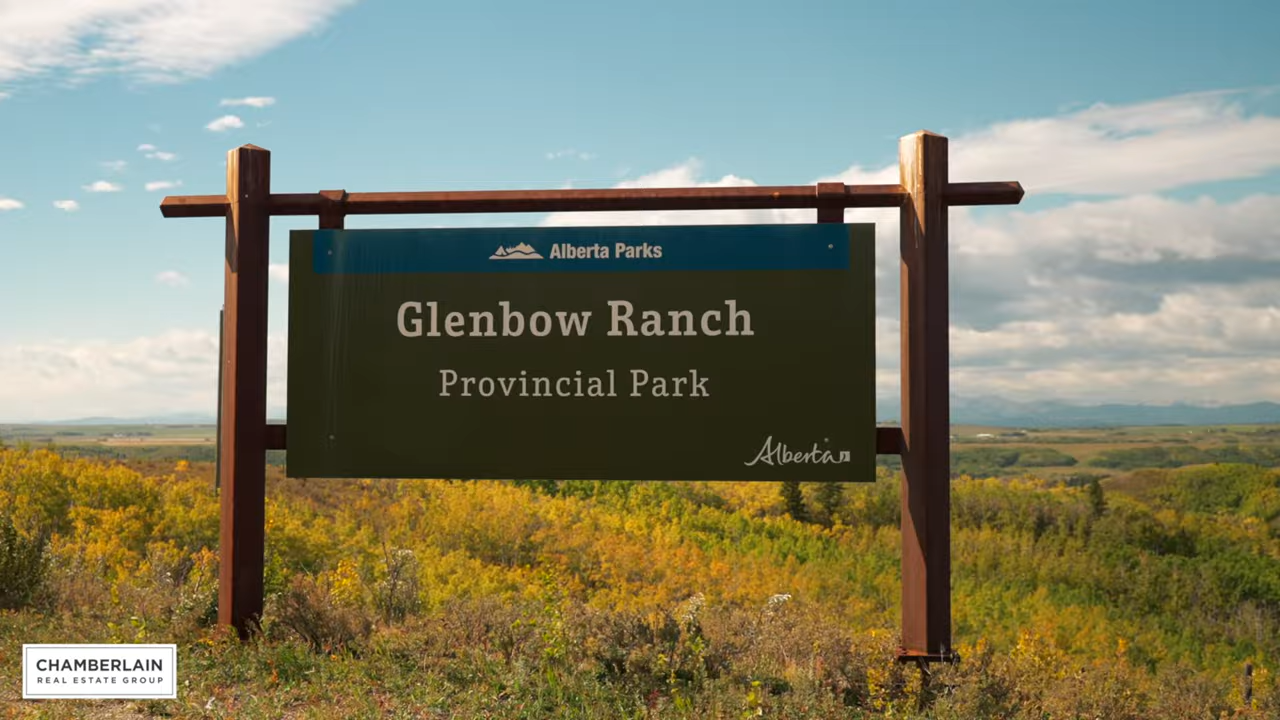 Alberta Parks
Glenbow Ranch
Provincial Park
Alberta
CHAMBERLAIN
REAL ESTATE GROUP